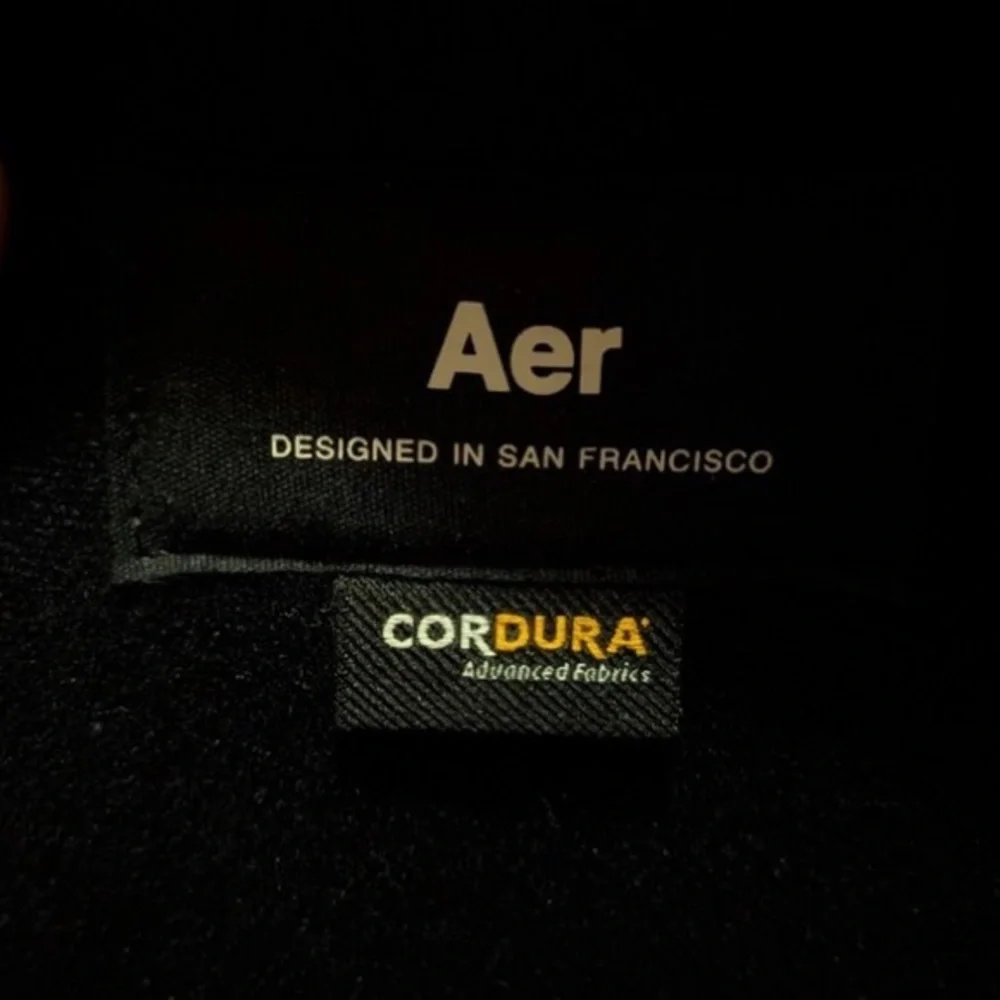 Aer
DESIGNED IN SAN FRANCISCO
CORDURA
Advanced Fabrics